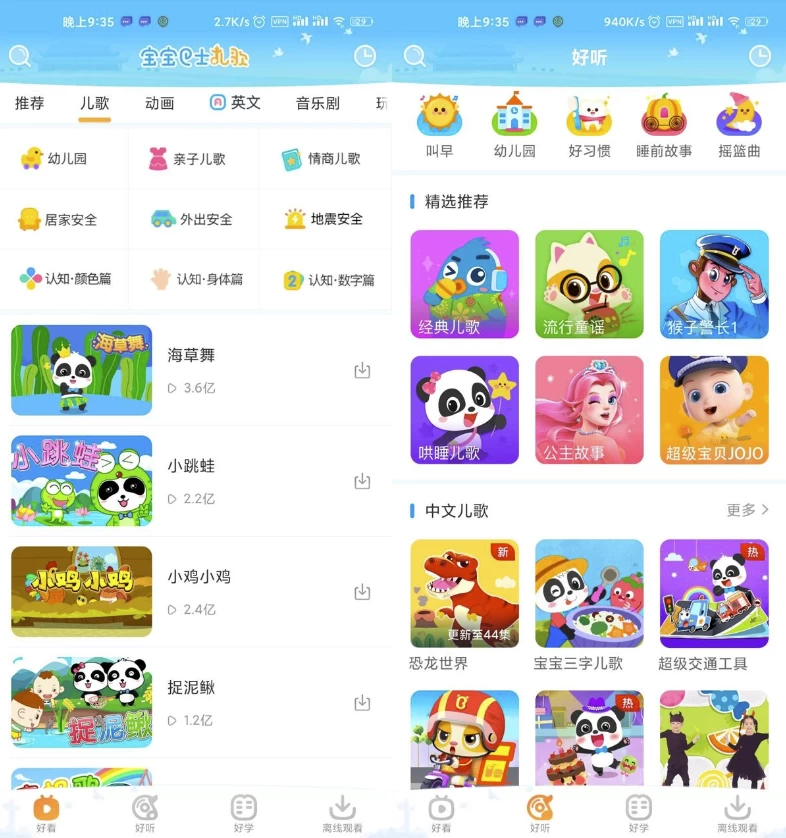 晚上9:35
2.7K/s
VPN
HD
HD
29
宝宝巴士儿歌
推荐
儿歌
动画
英文
音乐剧
幼儿园
亲子儿歌
情商儿歌
居家安全
外出安全
地震安全
认知·颜色篇
认知·身体篇
2
认知·数字篇
海草舞
海草舞
3.6亿
小跳蛙
小跳蛙
2.2亿
小鸡小鸡
小鸡小鸡
2.4亿
捉泥鳅
捉泥鳅
1.2亿
好看
好听
好学
离线观看
晚上9:35
940K/s
VPN
HD
HD
29
好听
叫早
幼儿园
好习惯
睡前故事
摇篮曲
精选推荐
经典儿歌
流行童谣
猴子警长1
哄睡儿歌
公主故事
超级宝贝JOJO
中文儿歌
更多
新
更新至44集
热
恐龙世界
宝宝三字儿歌
超级交通工具
热
好看
好听
好学
离线观看